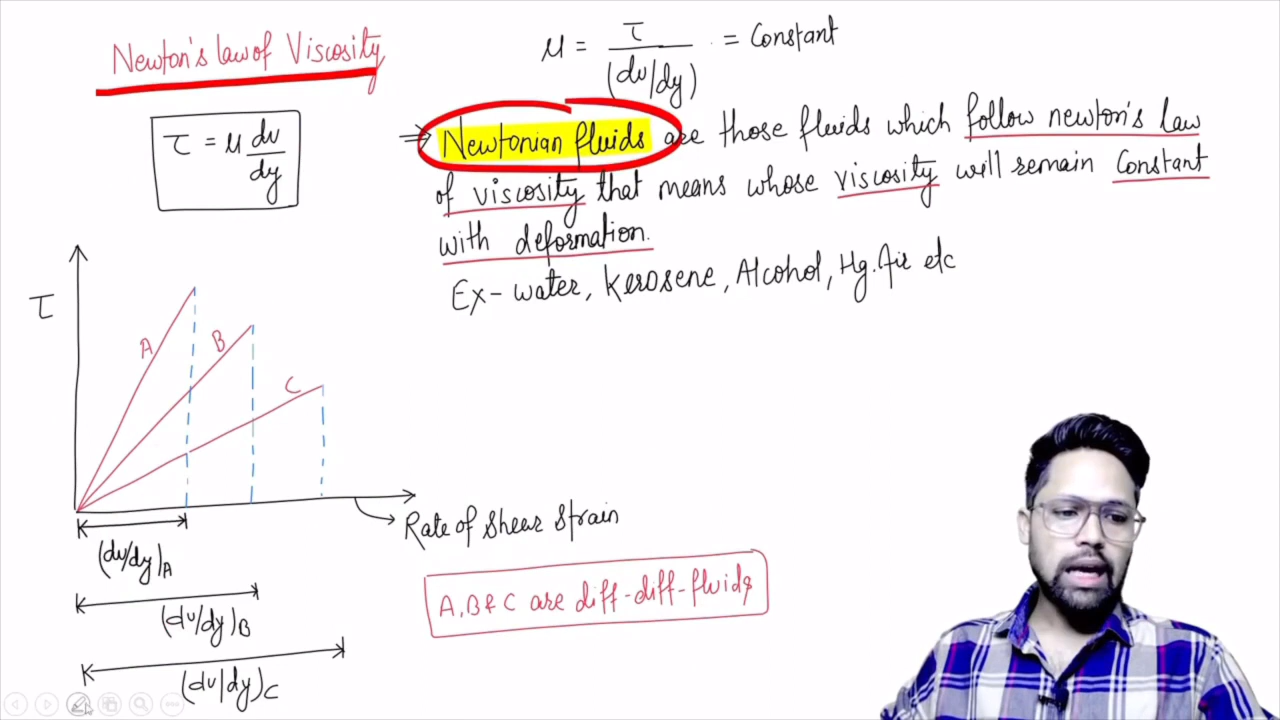 Newton's law of Viscosity
τ = μ du/dy
μ = τ/(du/dy) = Constant
⇒ Newtonian fluids are those fluids which follow newton's law
of viscosity that means whose viscosity will remain Constant
with deformation.
Ex- water, Kerosene, Alcohol, Hg. Air etc
τ
A
B
C
Rate of shear strain
(du/dy)A
(du/dy)B
(du/dy)C
A, B & C are diff-diff-fluids